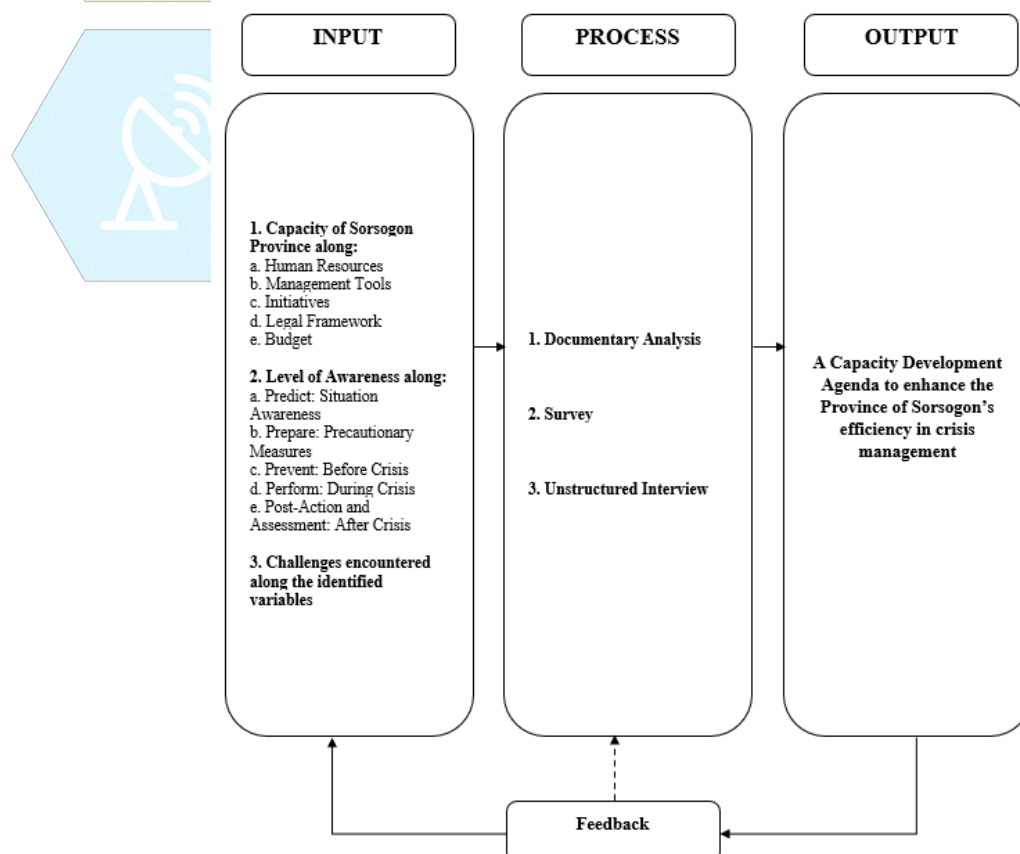 INPUT
PROCESS
OUTPUT
1. Capacity of Sorsogon
Province along:
a. Human Resources
b. Management Tools
c. Initiatives
d. Legal Framework
e. Budget
2. Level of Awareness along:
a. Predict: Situation
Awareness
b. Prepare: Precautionary
Measures
c. Prevent: Before Crisis
d. Perform: During Crisis
e. Post-Action and
Assessment: After Crisis
3. Challenges encountered
along the identified
variables
1. Documentary Analysis
2. Survey
3. Unstructured Interview
A Capacity Development
Agenda to enhance the
Province of Sorsogon’s
efficiency in crisis
management
Feedback